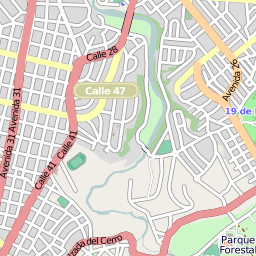 Calle 28
Avenida 26
Calle 47
19 de
Avenida 31 Avenida 31
Calle 41 Calle 41
zada del Cerro
Parque
Forestal